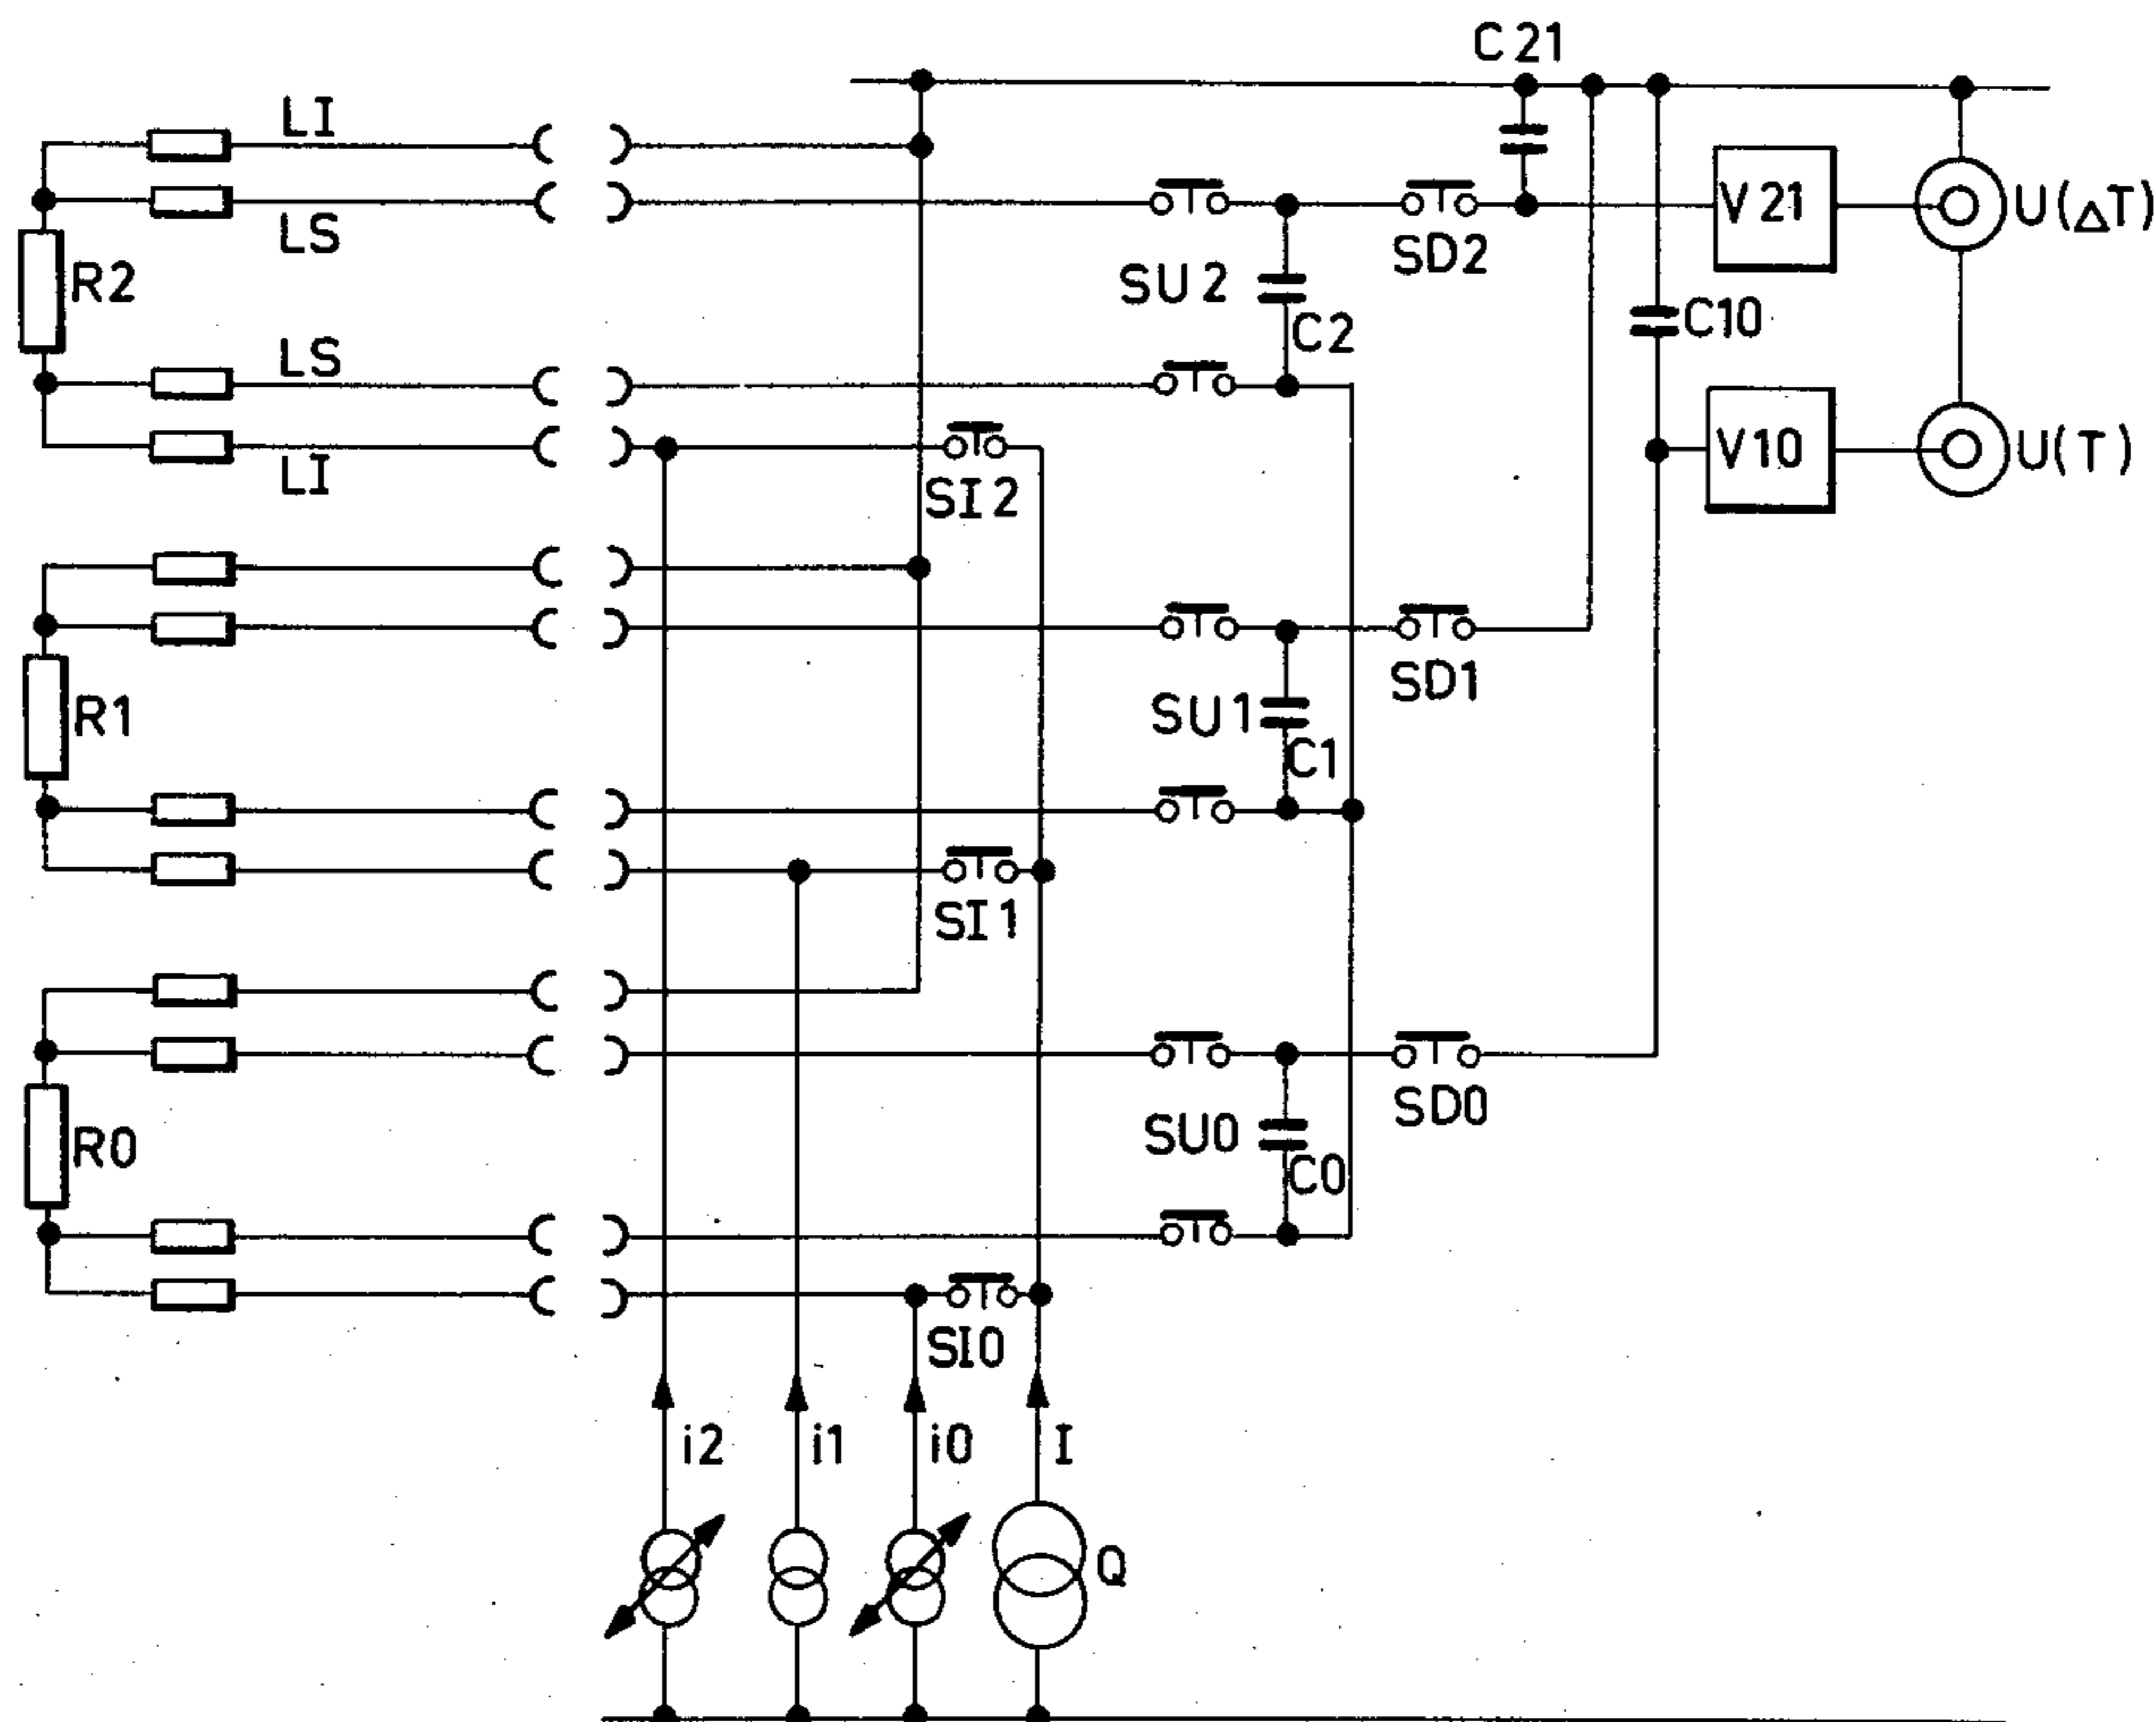 C21
LI
LS
V21
U(△T)
SD2
SU2
R2
C10
C2
LS
V10
U(T)
LI
SI2
SD1
SU1
R1
C1
SI1
SD0
SU0
R0
C0
SI0
i2
i1
i0
I
Q